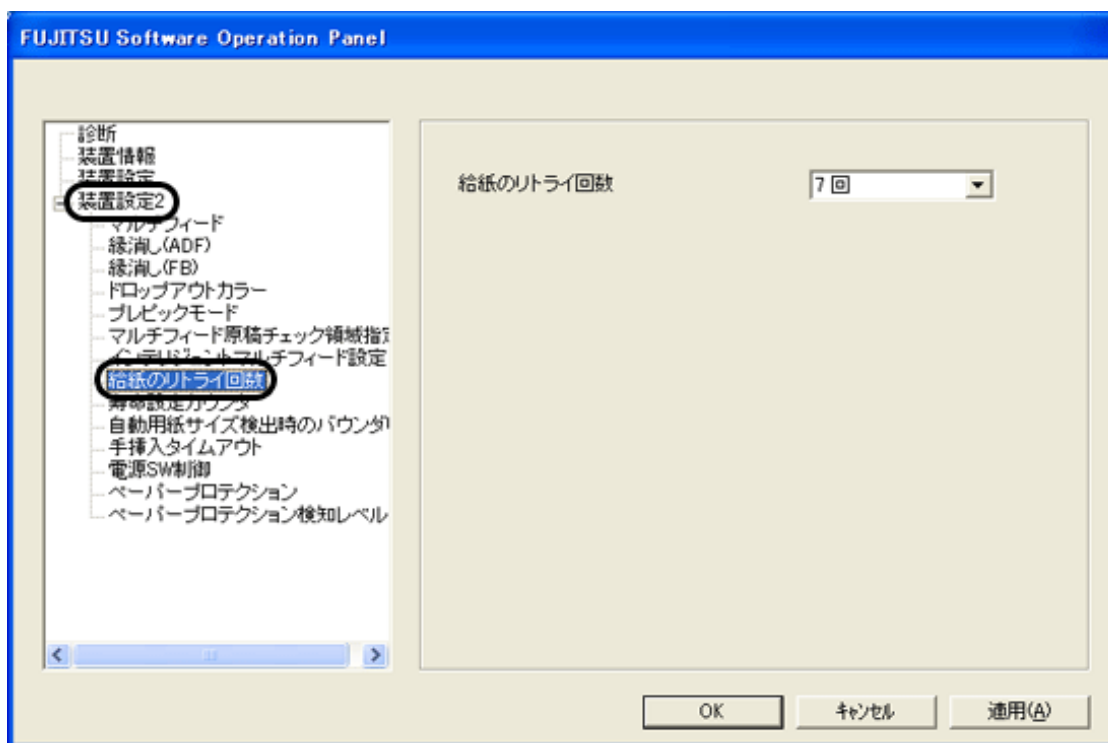 FUJITSU Software Operation Panel
診断
装置情報
装置設定
装置設定2
マルチフィード
縁消し(ADF)
縁消し(FB)
ドロップアウトカラー
プレピックモード
マルチフィード原稿チェック領域指定
インテリジェントマルチフィード設定
給紙のリトライ回数
寿命設定カウンタ
自動用紙サイズ検出時のバウンダリ
手挿入タイムアウト
電源SW制御
ペーパープロテクション
ペーパープロテクション検知レベル
給紙のリトライ回数
7 回
OK
キャンセル
適用(A)